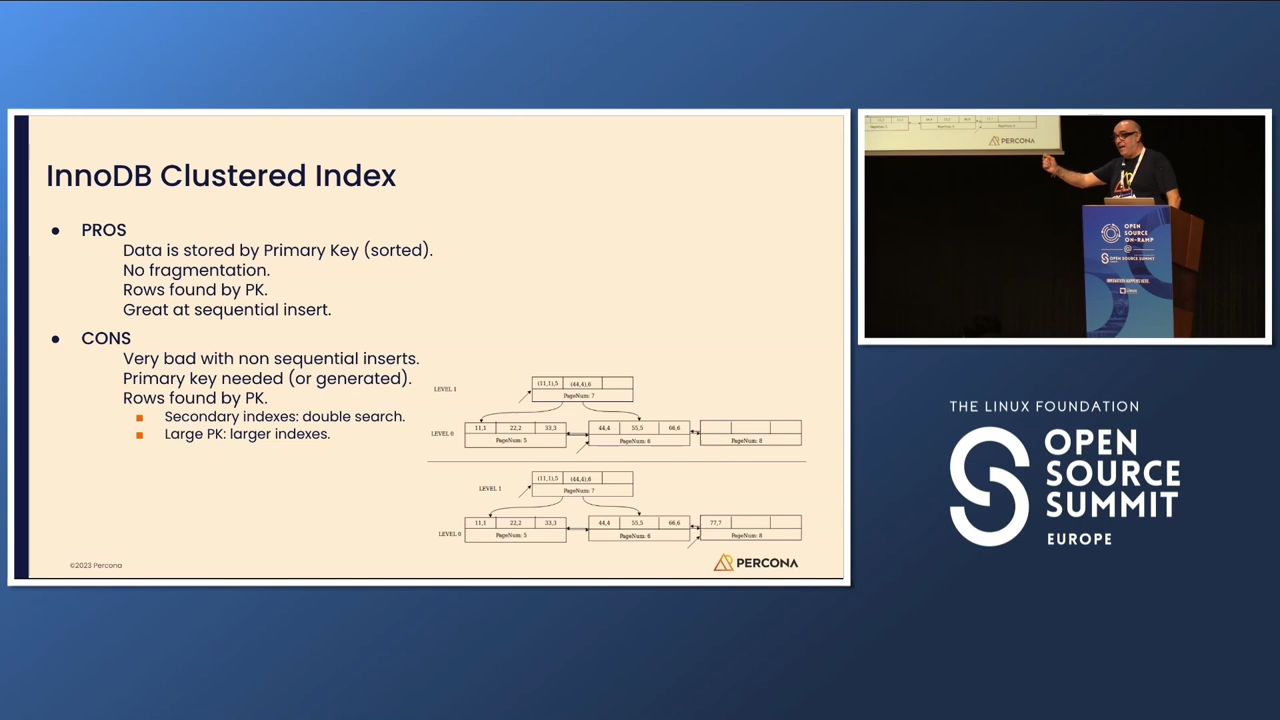 InnoDB Clustered Index
● PROS
Data is stored by Primary Key (sorted).
No fragmentation.
Rows found by PK.
Great at sequential insert.
● CONS
Very bad with non sequential inserts.
Primary key needed (or generated).
Rows found by PK.
■ Secondary indexes: double search.
■ Large PK: larger indexes.
LEVEL 1
(11,1),5 (44,4),6
PageNum: 7
LEVEL 0
11,1 22,2 33,3
PageNum: 5
44,4 55,5 66,6
PageNum: 6
PageNum: 8
LEVEL 1
(11,1),5 (44,4),6
PageNum: 7
LEVEL 0
11,1 22,2 33,3
PageNum: 5
44,4 55,5 66,6
PageNum: 6
77,7
PageNum: 8
©2023 Percona
PERCONA
PERCONA
OPEN
SOURCE
ON-RAMP
OPEN SOURCE SUMMIT
INNOVATION HAPPENS HERE.
THE LINUX FOUNDATION
OPEN
SOURCE
SUMMIT
EUROPE